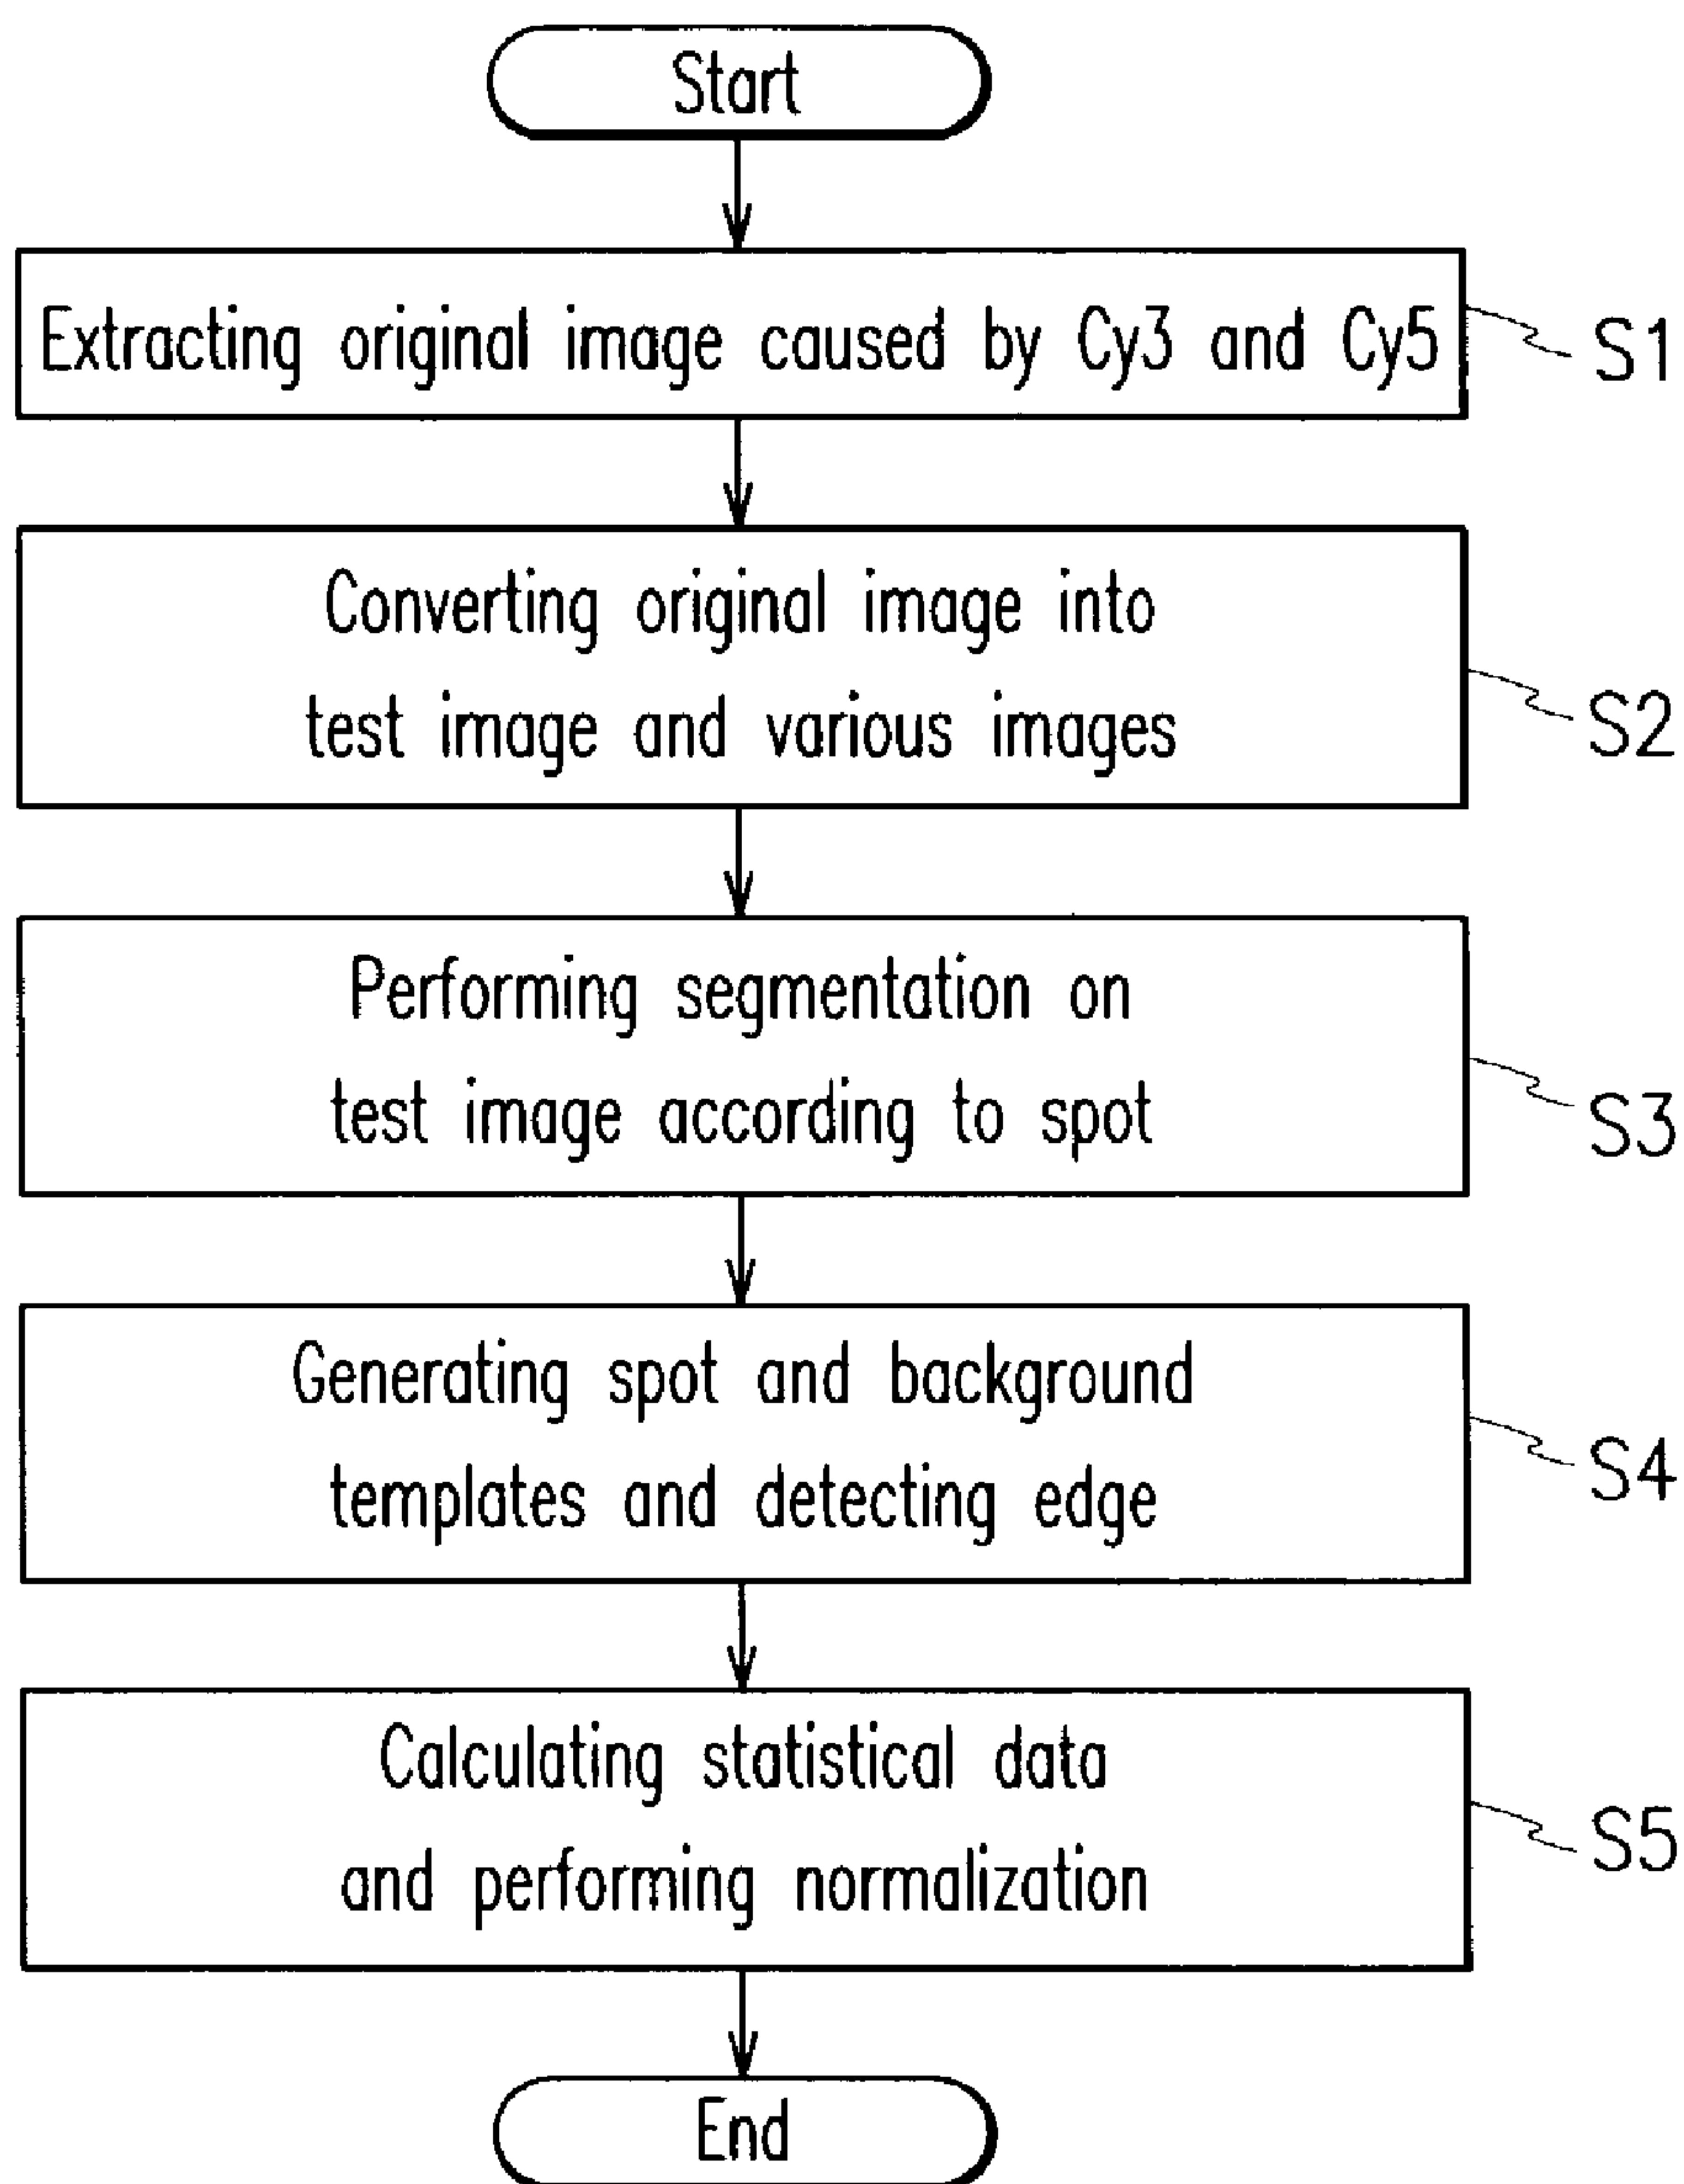 Start
Extracting original image caused by Cy3 and Cy5
S1
Converting original image into
test image and various images
S2
Performing segmentation on
test image according to spot
S3
Generating spot and background
templates and detecting edge
S4
Calculating statistical data
and performing normalization
S5
End